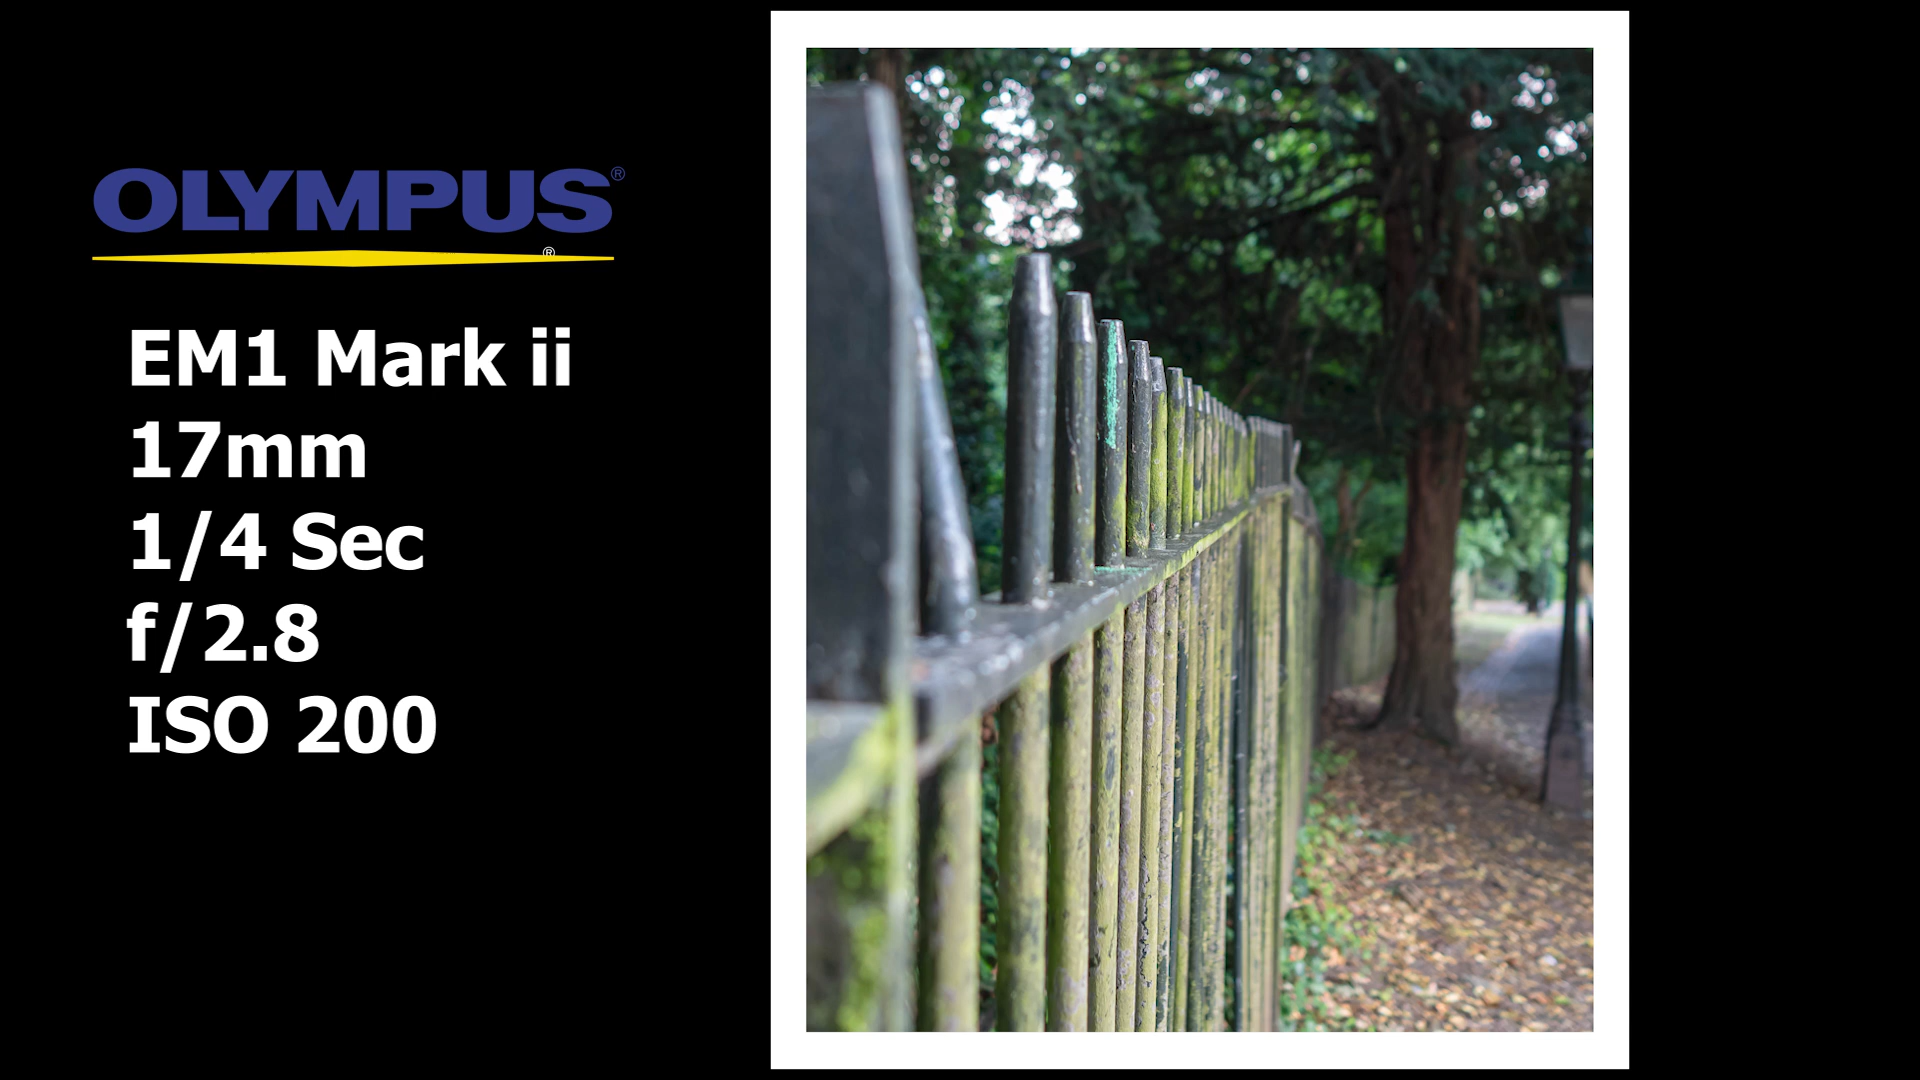 OLYMPUS®
®
EM1 Mark ii
17mm
1/4 Sec
f/2.8
ISO 200